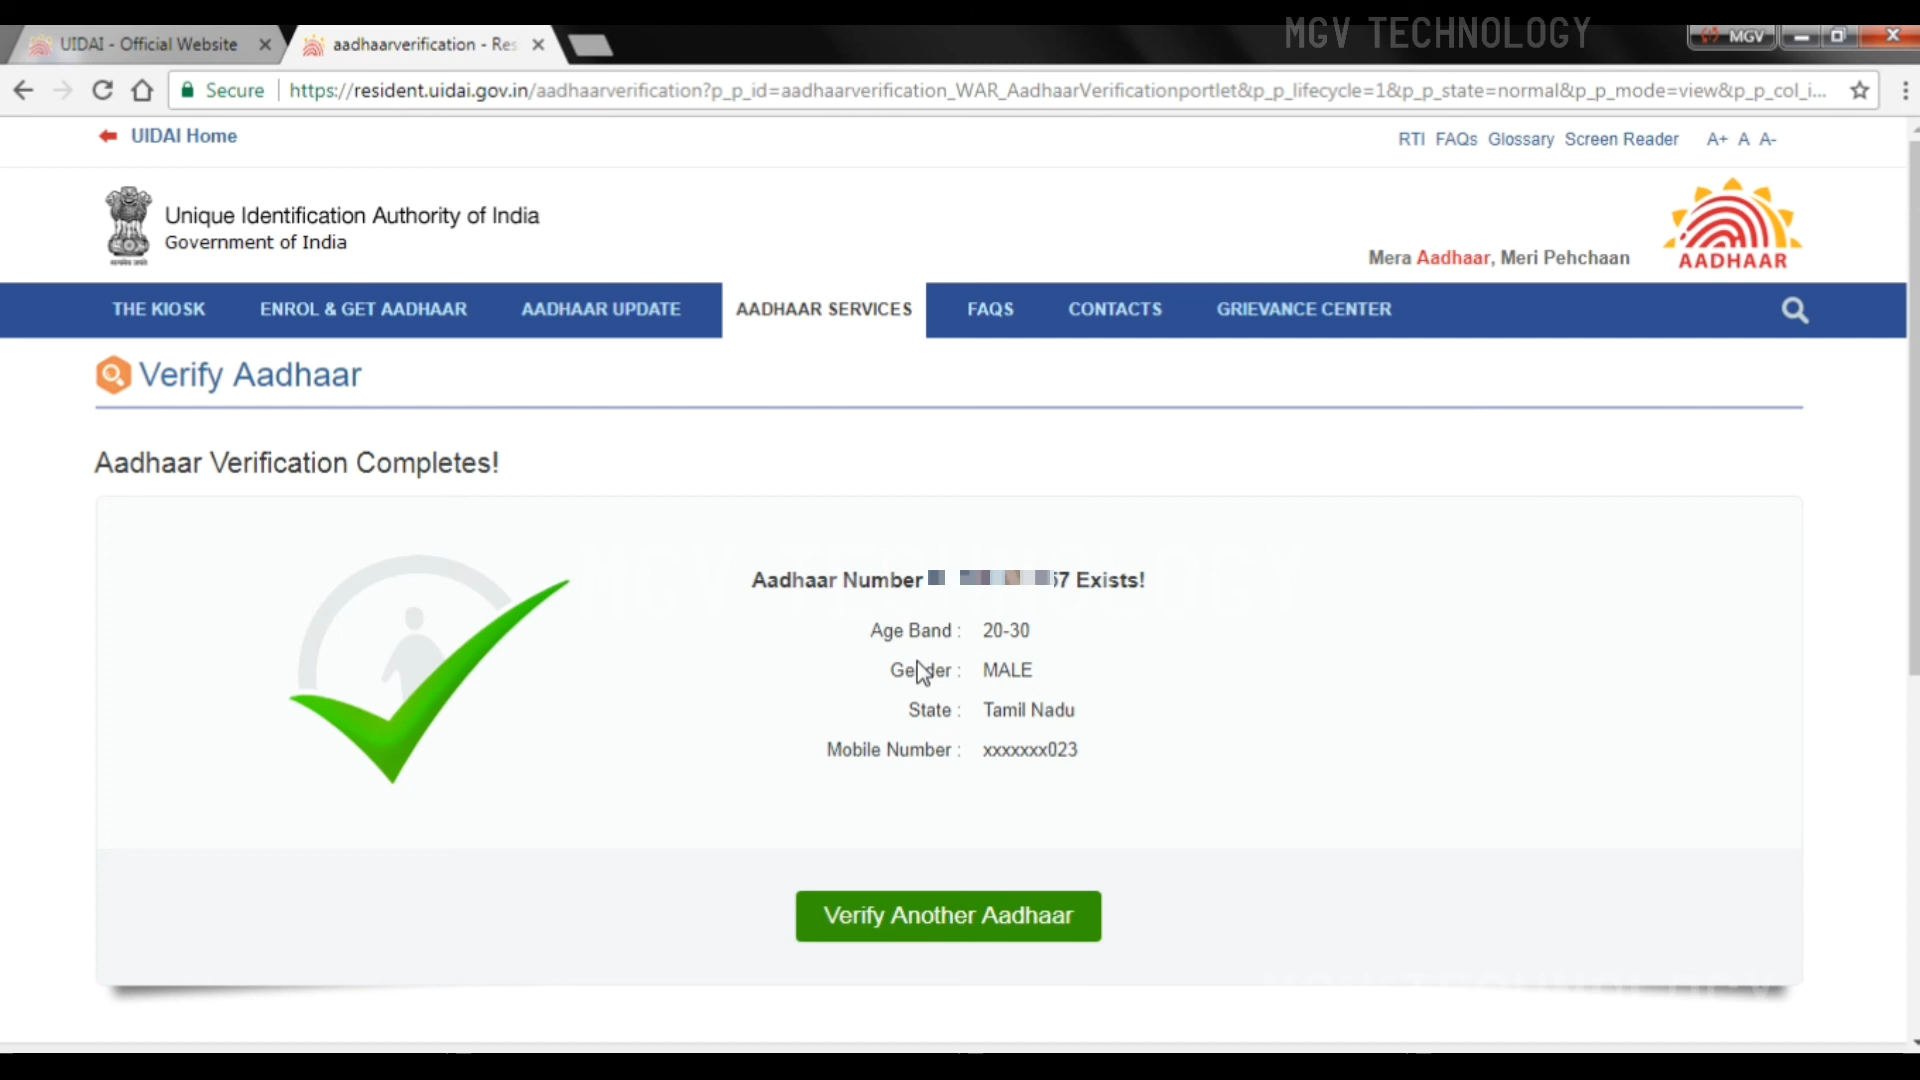 MGV TECHNOLOGY
UIDAI - Official Website
aadhaarverification - Res
MGV
Secure
https://resident.uidai.gov.in/aadhaarverification?p_p_id=aadhaarverification_WAR_AadhaarVerificationportlet&p_p_lifecycle=1&p_p_state=normal&p_p_mode=view&p_p_col_i...
UIDAI Home
RTI FAQs Glossary Screen Reader A+ A A-
Unique Identification Authority of India
Government of India
Mera Aadhaar, Meri Pehchaan
AADHAAR
THE KIOSK ENROL & GET AADHAAR AADHAAR UPDATE AADHAAR SERVICES FAQS CONTACTS GRIEVANCE CENTER
Verify Aadhaar
Aadhaar Verification Completes!
MGV TECHNOLOGY
Aadhaar Number 57 Exists!
Age Band : 20-30
Gender : MALE
State : Tamil Nadu
Mobile Number : xxxxxxx023
Verify Another Aadhaar